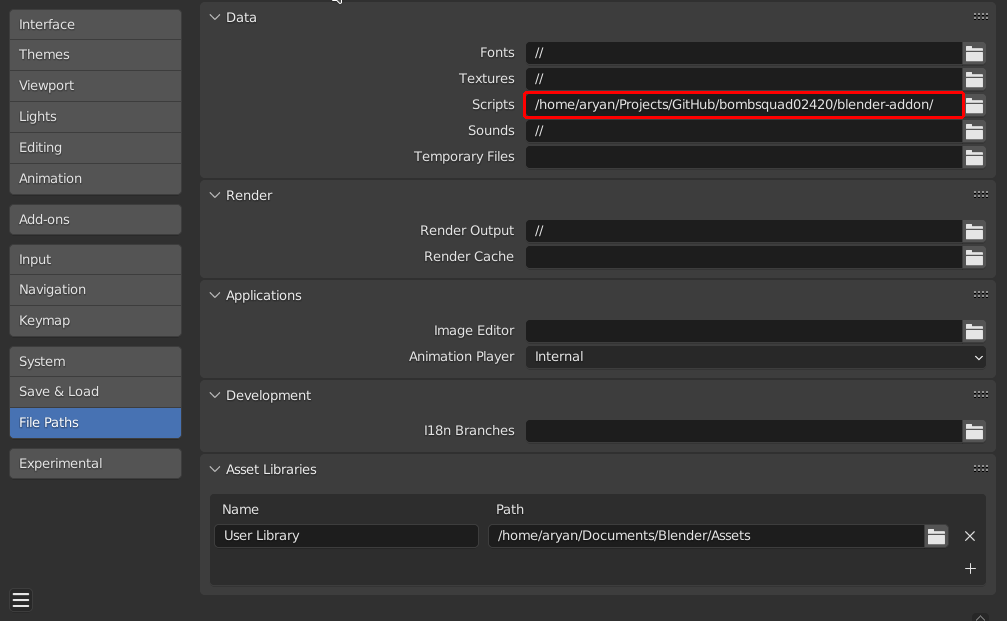 Interface
Themes
Viewport
Lights
Editing
Animation
Add-ons
Input
Navigation
Keymap
System
Save & Load
File Paths
Experimental
Data
Fonts //
Textures //
Scripts /home/aryan/Projects/GitHub/bombsquad02420/blender-addon/
Sounds //
Temporary Files
Render
Render Output //
Render Cache
Applications
Image Editor
Animation Player Internal
Development
I18n Branches
Asset Libraries
Name Path
User Library /home/aryan/Documents/Blender/Assets